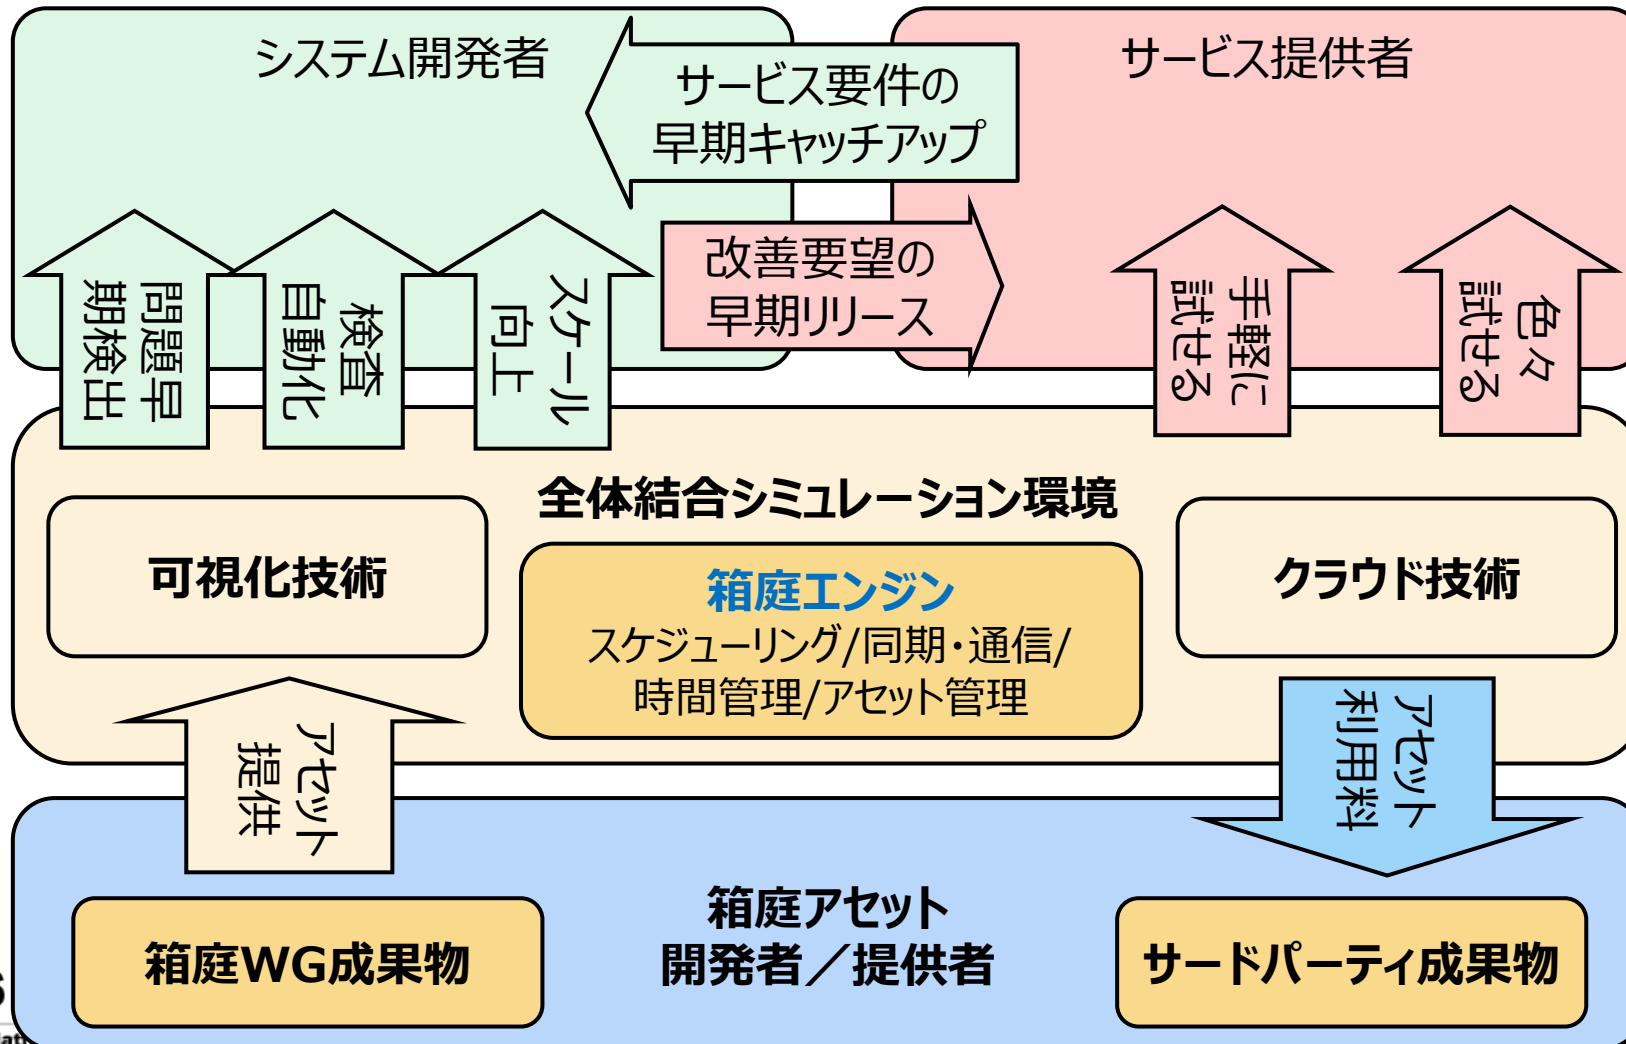 システム開発者
サービス提供者
サービス要件の
早期キャッチアップ
改善要望の
早期リリース
問題早
期検出
検査
自動化
スケール
向上
手軽に
試せる
色々
試せる
全体結合シミュレーション環境
可視化技術
箱庭エンジン
スケジューリング/同期・通信/
時間管理/アセット管理
クラウド技術
アセット
提供
アセット
利用料
箱庭アセット
開発者／提供者
箱庭WG成果物
サードパーティ成果物